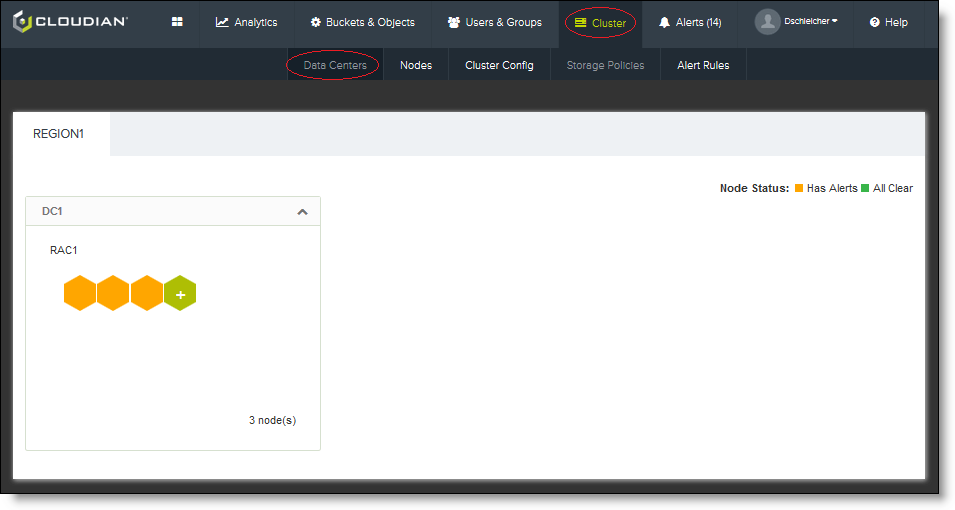 CLOUDIAN Analytics Buckets & Objects Users & Groups Cluster Alerts (14) Dschleicher Help
Data Centers Nodes Cluster Config Storage Policies Alert Rules
REGION1
Node Status: Has Alerts All Clear
DC1
RAC1
+
3 node(s)